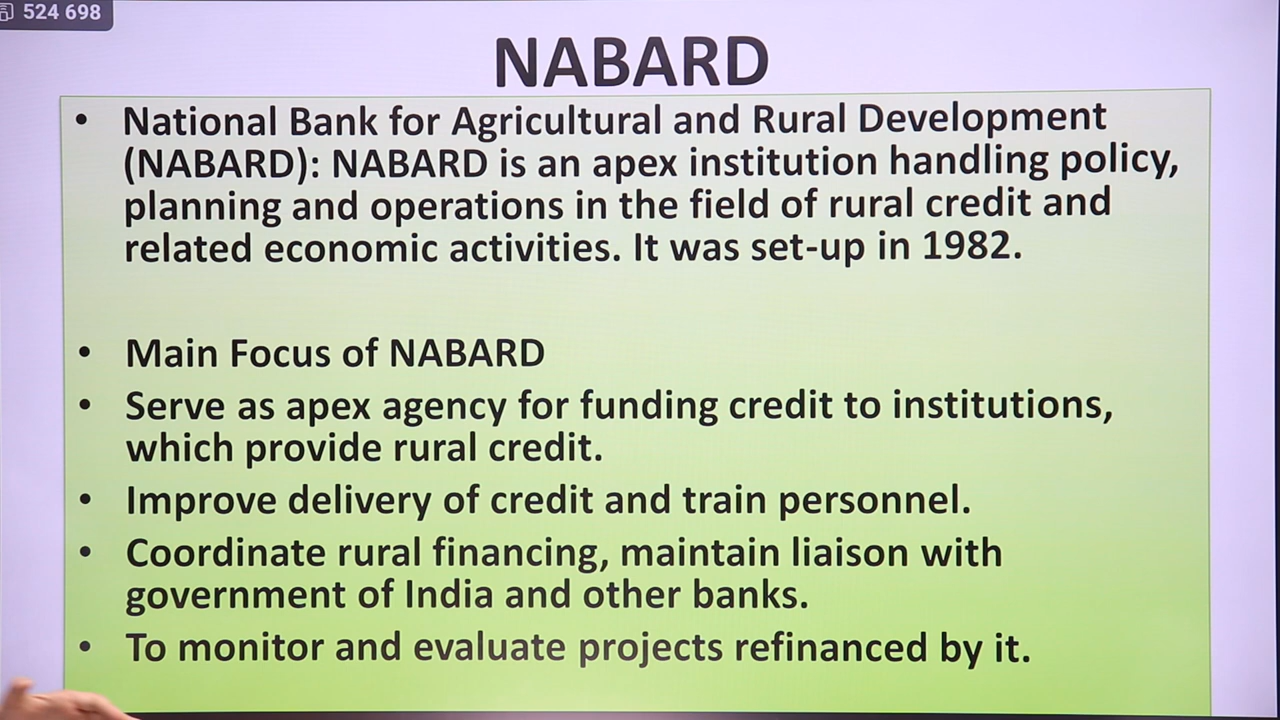 524 698
NABARD
• National Bank for Agricultural and Rural Development
(NABARD): NABARD is an apex institution handling policy,
planning and operations in the field of rural credit and
related economic activities. It was set-up in 1982.
• Main Focus of NABARD
• Serve as apex agency for funding credit to institutions,
which provide rural credit.
• Improve delivery of credit and train personnel.
• Coordinate rural financing, maintain liaison with
government of India and other banks.
• To monitor and evaluate projects refinanced by it.